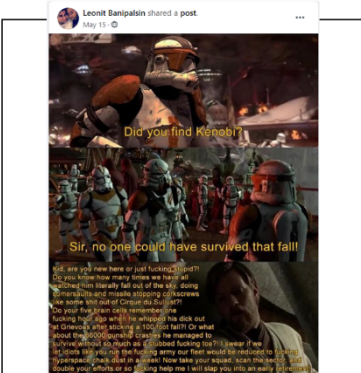 Leonit Banipalsin shared a post.
May 15 ·
Did you find Kenobi?
Sir, no one could have survived that fall!
Kid, are you new here or just fucking stupid?!
Do you know how many times we have all
watched him literally fall out of the sky, doing
somersaults and missile stopping corkscrews
like some shit out of Cirque du Sullust?!
Do your five brain cells remember one
fucking hour ago when he whipped his dick out
at Grievous after sticking a 100 foot fall?! Or what
about the 36000 gunship crashes he managed to
survive without so much as a stubbed fucking toe?! I swear if we
let idiots like you run the fucking army our fleet would be reduced to fucking
hyperspace chalk dust in a week! Now take your squad, scan the sector, and
double your efforts or so fucking help me I will slap you into an early retirement